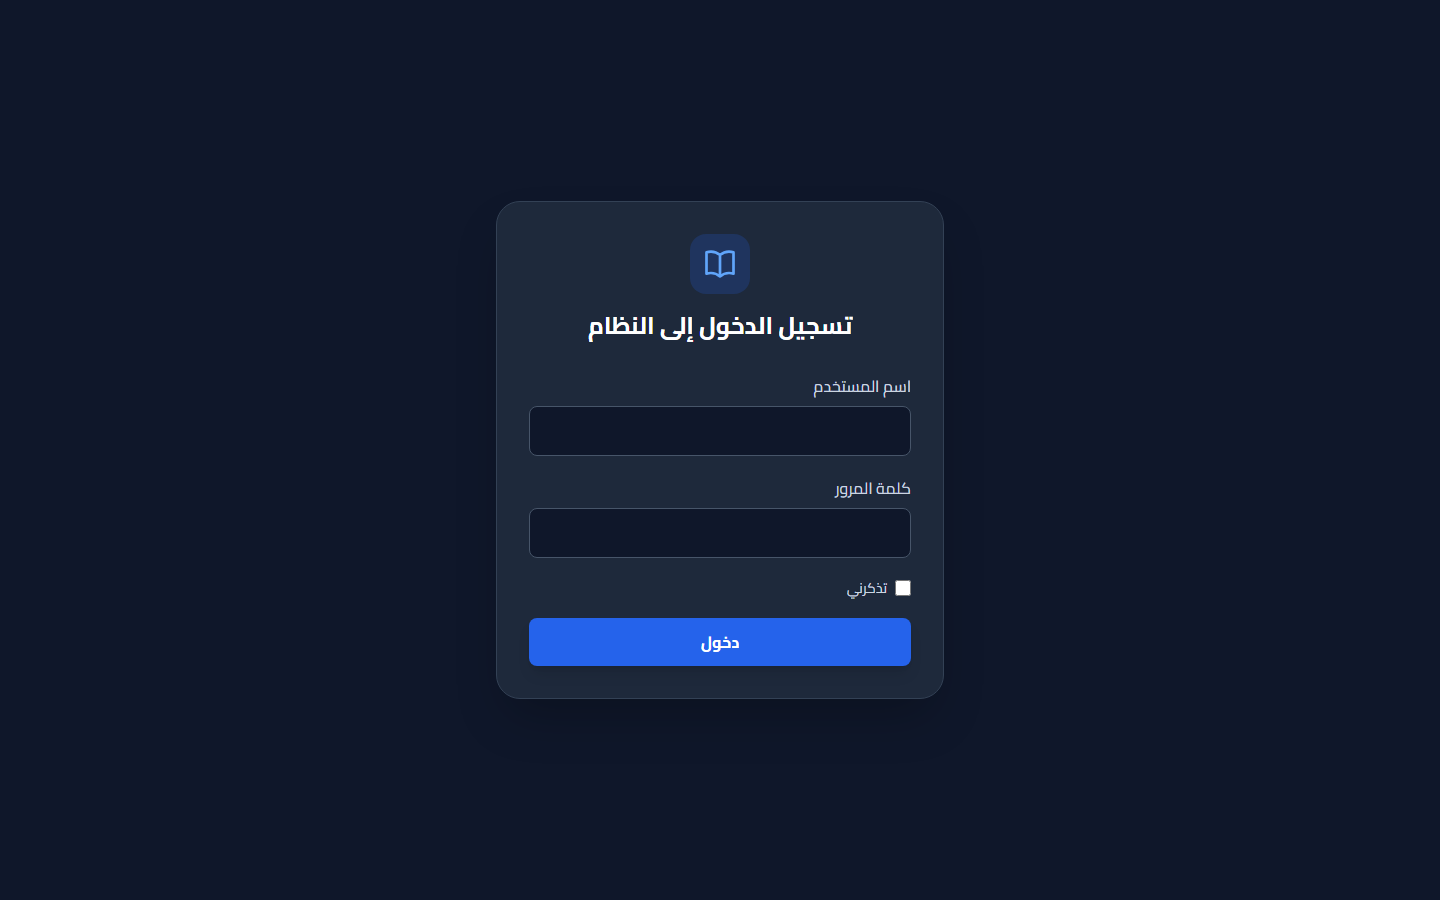 تسجيل الدخول إلى النظام
اسم المستخدم
كلمة المرور
تذكرني
دخول